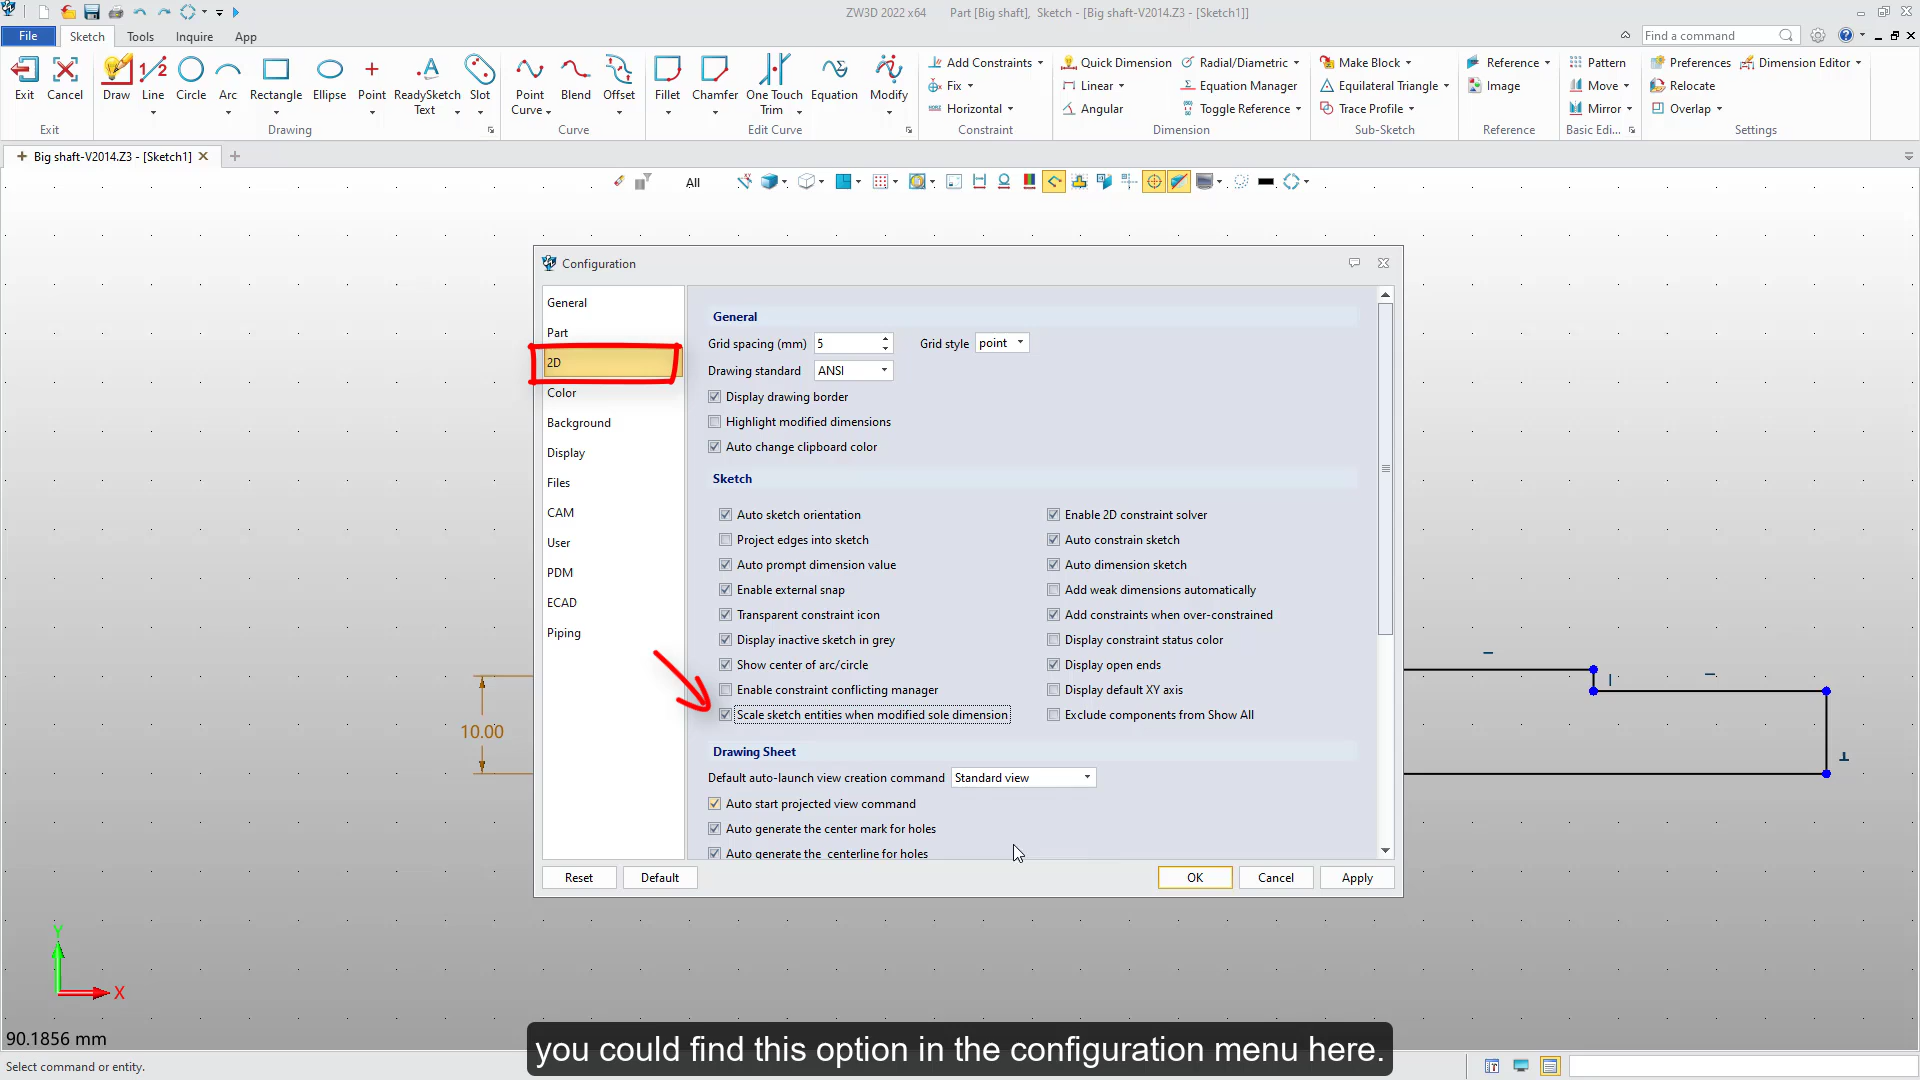 ZW3D 2022 x64 Part [Big shaft], Sketch - [Big shaft-V2014.Z3 - [Sketch1]]
File Sketch Tools Inquire App Find a command
Exit Cancel Draw Line Circle Arc Rectangle Ellipse Point ReadySketch Text Slot Point Curve Blend Offset Fillet Chamfer One Touch Trim Equation Modify
Add Constraints Quick Dimension Radial/Diametric Make Block Reference Pattern Preferences Dimension Editor
Fix Linear Equation Manager Equilateral Triangle Image Move Relocate
Horizontal Angular Toggle Reference Trace Profile Mirror Overlap
Exit Drawing Curve Edit Curve Constraint Dimension Sub-Sketch Reference Basic Edi... Settings
Big shaft-V2014.Z3 - [Sketch1]
All
Configuration
General
Part
2D
Color
Background
Display
Files
CAM
User
PDM
ECAD
Piping
General
Grid spacing (mm) 5 Grid style point
Drawing standard ANSI
Display drawing border
Highlight modified dimensions
Auto change clipboard color
Sketch
Auto sketch orientation Enable 2D constraint solver
Project edges into sketch Auto constrain sketch
Auto prompt dimension value Auto dimension sketch
Enable external snap Add weak dimensions automatically
Transparent constraint icon Add constraints when over-constrained
Display inactive sketch in grey Display constraint status color
Show center of arc/circle Display open ends
Enable constraint conflicting manager Display default XY axis
Scale sketch entities when modified sole dimension Exclude components from Show All
Drawing Sheet
Default auto-launch view creation command Standard view
Auto start projected view command
Auto generate the center mark for holes
Auto generate the centerline for holes
Reset Default OK Cancel Apply
10.00
Y
X
90.1856 mm
you could find this option in the configuration menu here.
Select command or entity.